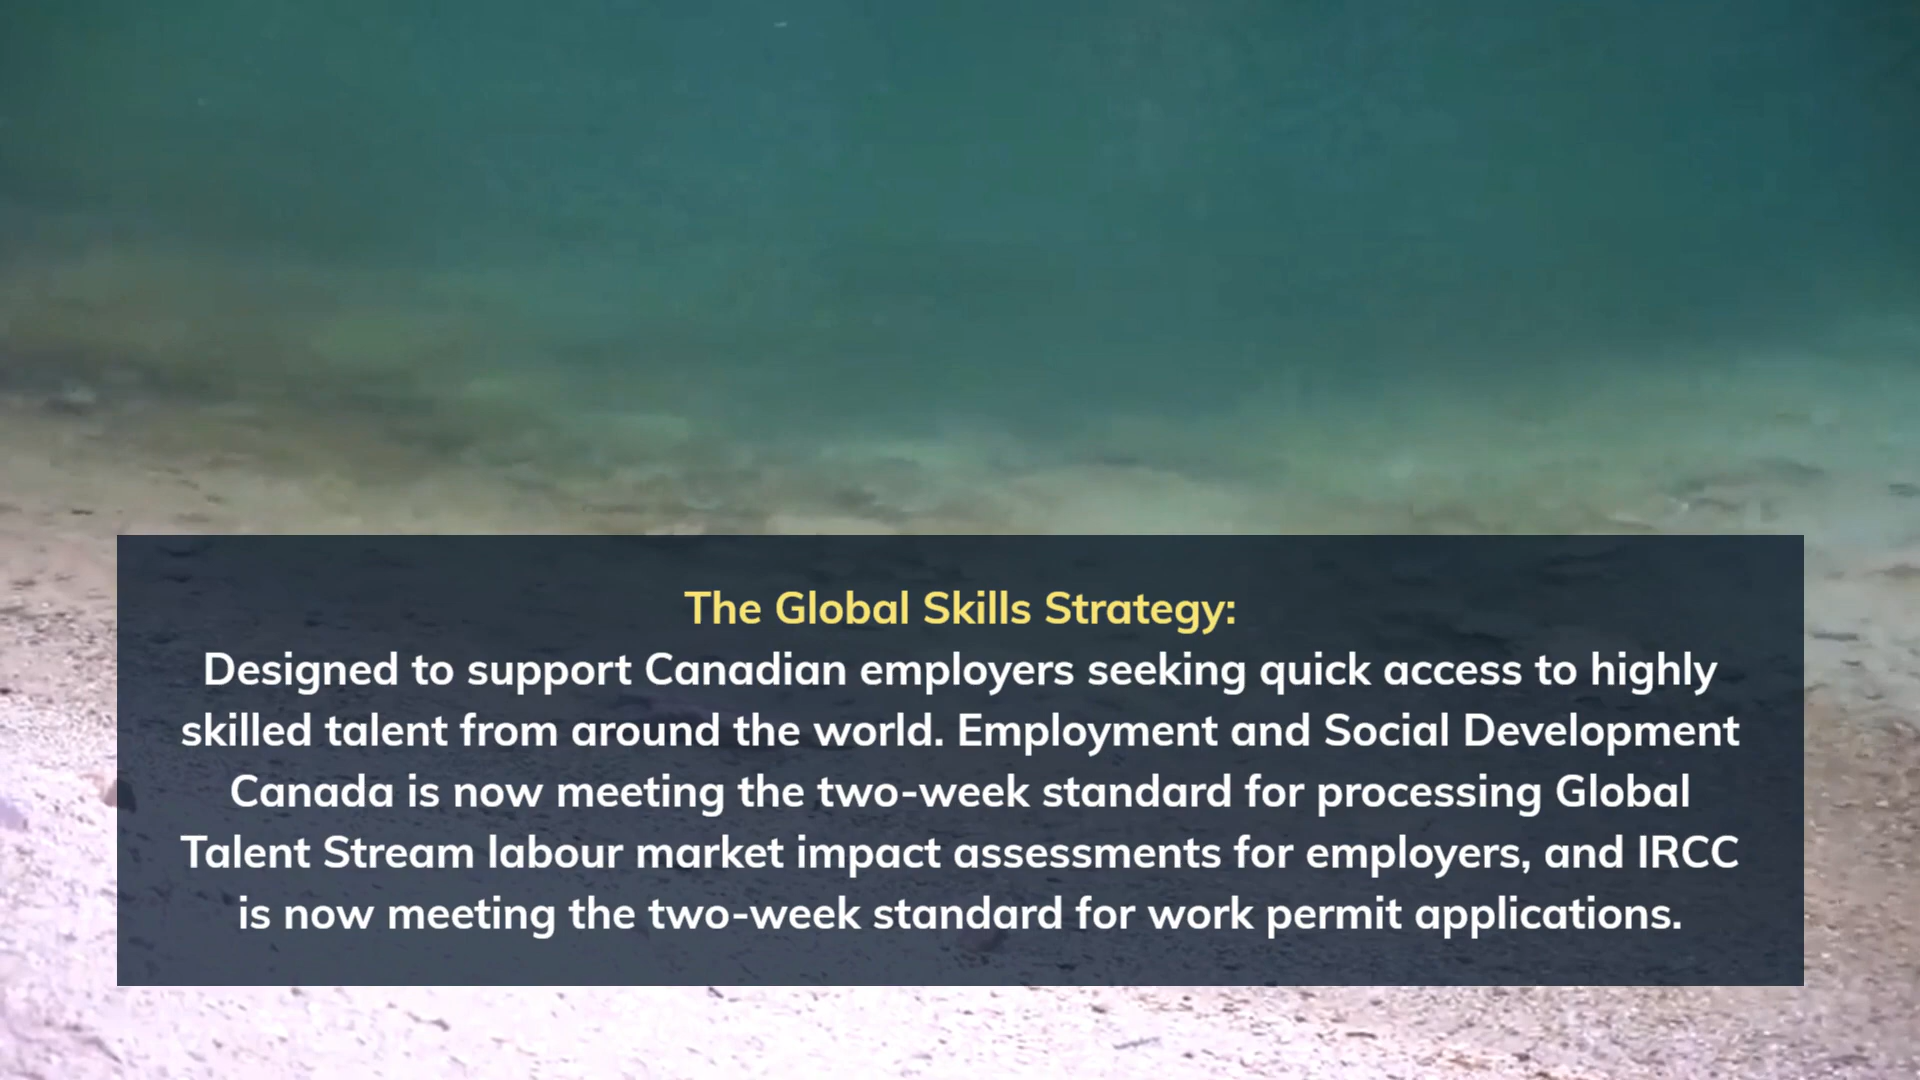 The Global Skills Strategy:
Designed to support Canadian employers seeking quick access to highly
skilled talent from around the world. Employment and Social Development
Canada is now meeting the two-week standard for processing Global
Talent Stream labour market impact assessments for employers, and IRCC
is now meeting the two-week standard for work permit applications.